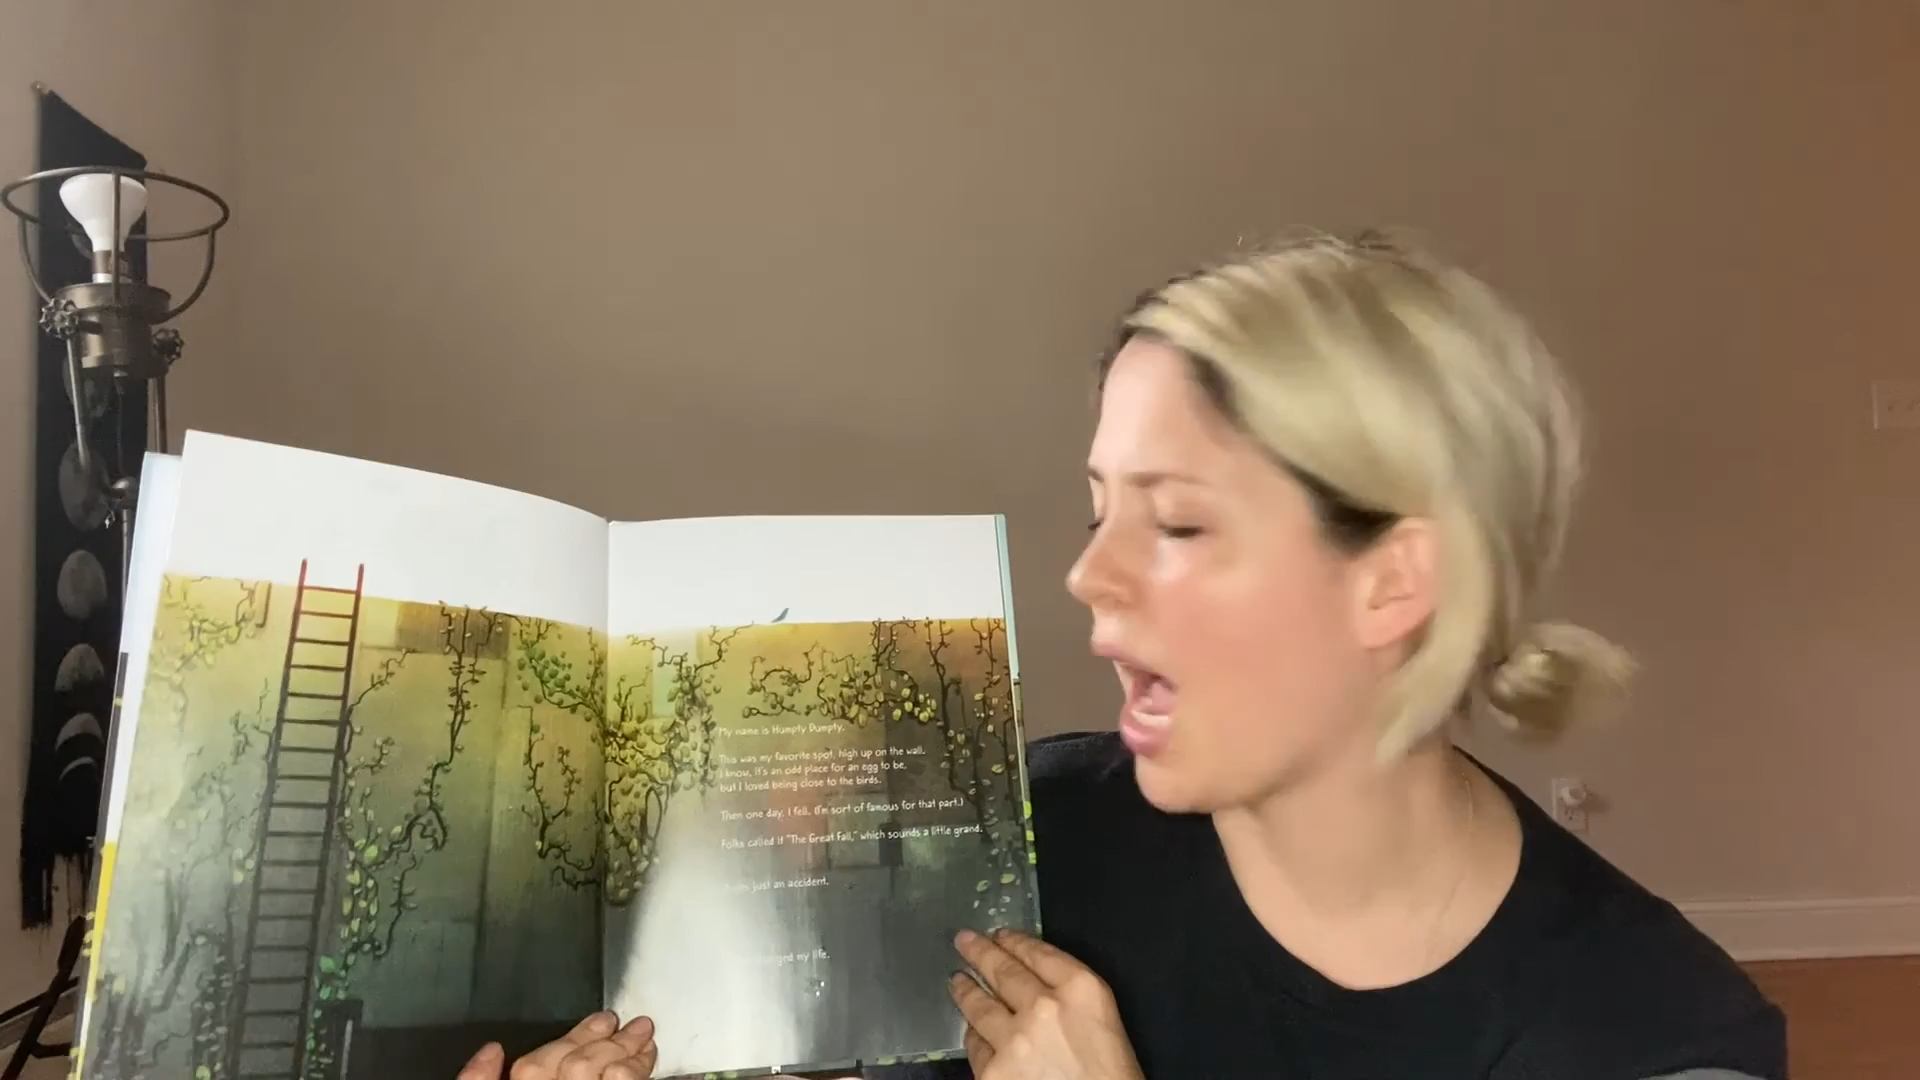 My name is Humpty Dumpty.
This was my favorite spot, high up on the wall.
I know, it's an odd place for an egg to be,
but I loved being close to the birds.
Then one day, I fell. (I'm sort of famous for that part.)
Folks called it "The Great Fall," which sounds a little grand.
just an accident.
my life.